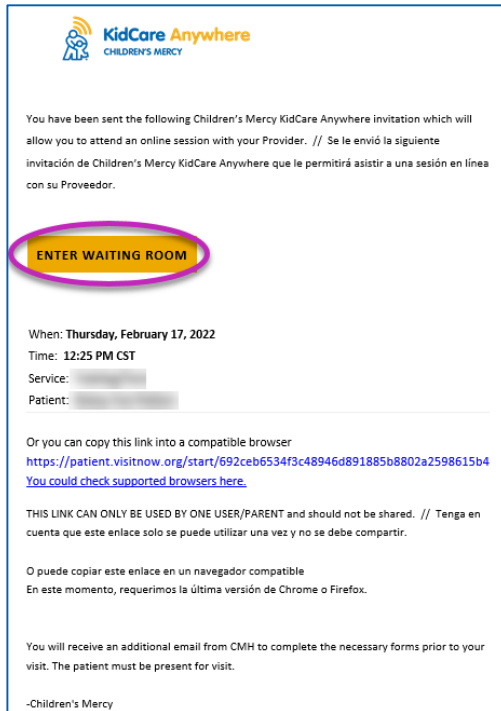 KidCare Anywhere
CHILDREN'S MERCY
You have been sent the following Children's Mercy KidCare Anywhere invitation which will
allow you to attend an online session with your Provider. // Se le envió la siguiente
invitación de Children's Mercy KidCare Anywhere que le permitirá asistir a una sesión en línea
con su Proveedor.
ENTER WAITING ROOM
When: Thursday, February 17, 2022
Time: 12:25 PM CST
Service:
Patient:
Or you can copy this link into a compatible browser
https://patient.visitnow.org/start/692ceb6534f3c48946d891885b8802a2598615b4
You could check supported browsers here.
THIS LINK CAN ONLY BE USED BY ONE USER/PARENT and should not be shared. // Tenga en
cuenta que este enlace solo se puede utilizar una vez y no se debe compartir.
O puede copiar este enlace en un navegador compatible
En este momento, requerimos la última versión de Chrome o Firefox.
You will receive an additional email from CMH to complete the necessary forms prior to your
visit. The patient must be present for visit.
-Children's Mercy